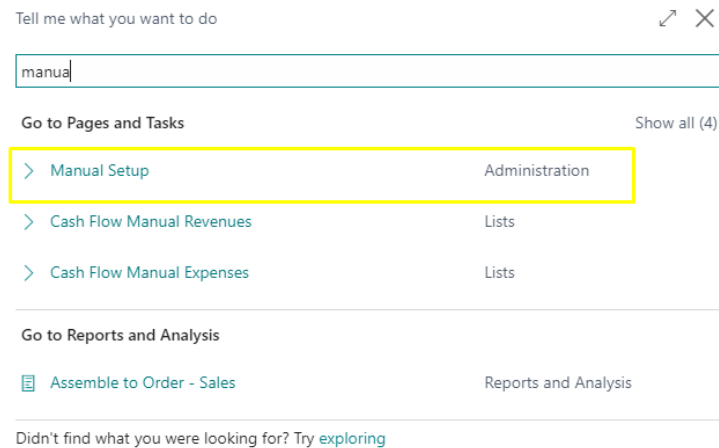 Tell me what you want to do
manua
Go to Pages and Tasks Show all (4)
Manual Setup Administration
Cash Flow Manual Revenues Lists
Cash Flow Manual Expenses Lists
Go to Reports and Analysis
Assemble to Order - Sales Reports and Analysis
Didn't find what you were looking for? Try exploring